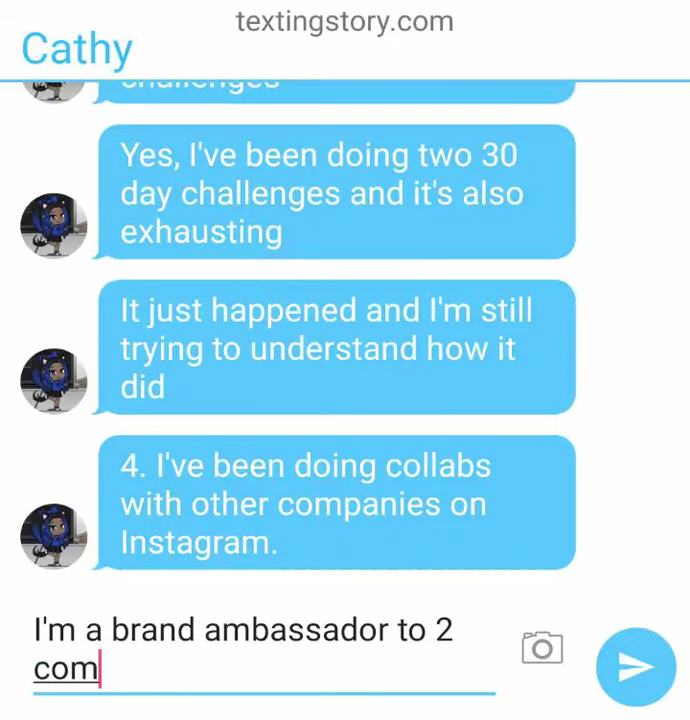 textingstory.com
Cathy
challenges
Yes, I've been doing two 30
day challenges and it's also
exhausting
It just happened and I'm still
trying to understand how it
did
4. I've been doing collabs
with other companies on
Instagram.
I'm a brand ambassador to 2
com